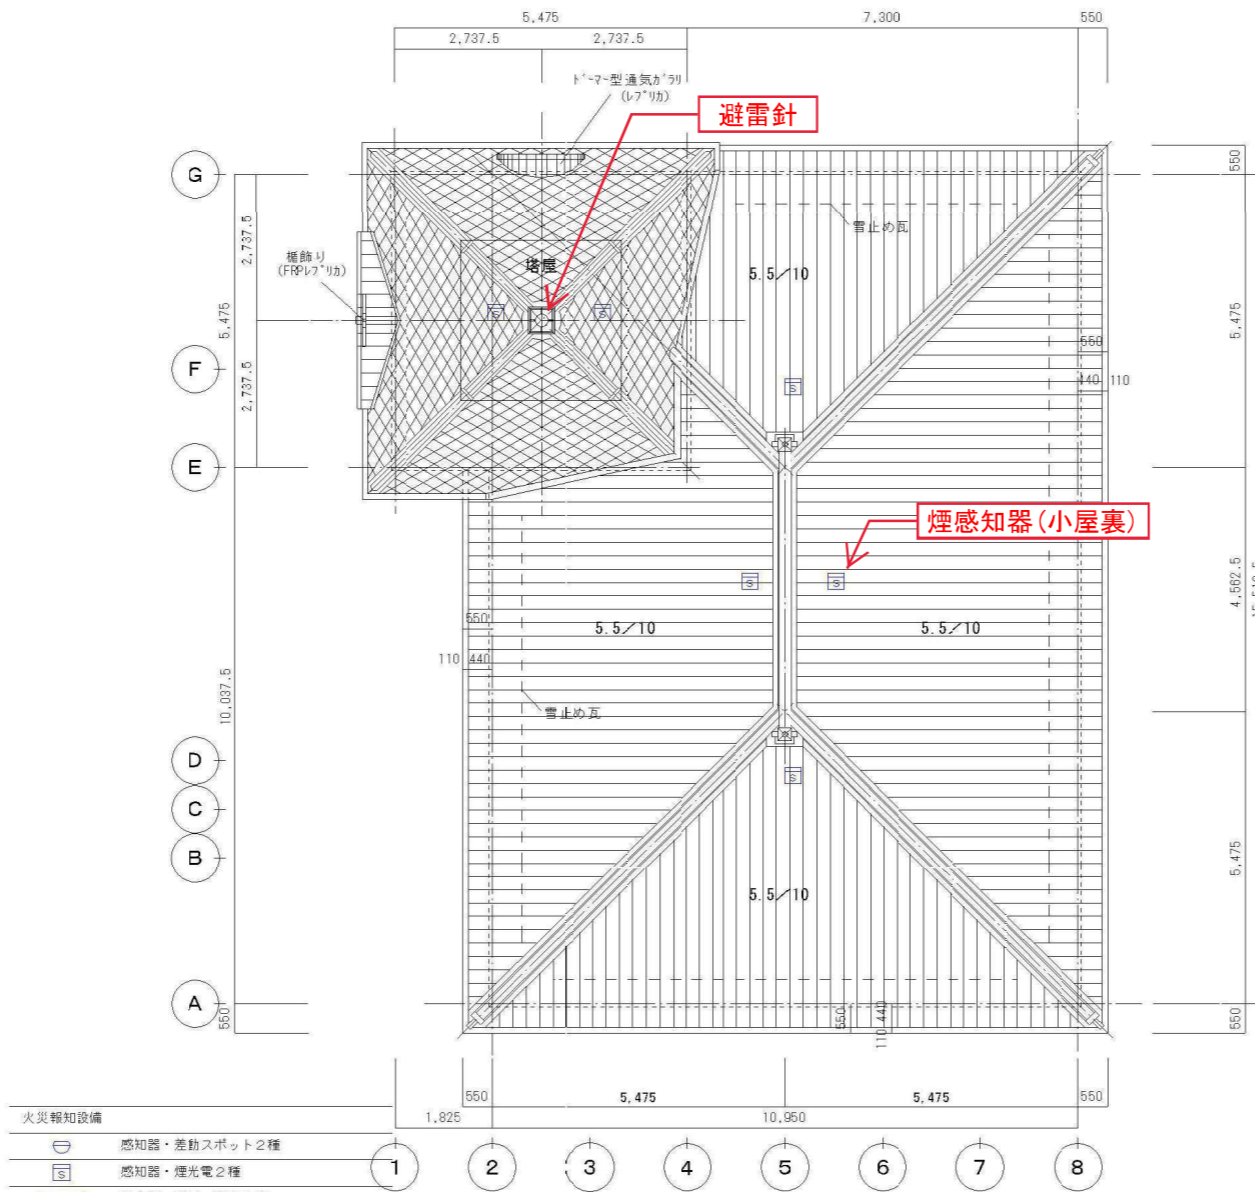 5,475
7,300
550
2,737.5
2,737.5
ﾄﾞｰﾏｰ型通気ｶﾞﾗﾘ
(ﾚﾌﾟﾘｶ)
避雷針
G
550
2,737.5
楯飾り
(FRPﾚﾌﾟﾘｶ)
塔屋
雪止め瓦
5.5／10
S
S
5,475
5,475
F
550
2,737.5
S
440
110
E
煙感知器(小屋裏)
S
S
4,562.5
550
5.5／10
5.5／10
110
440
10,037.5
雪止め瓦
D
S
C
B
5,475
5.5／10
A
550
550
110
440
550
550
5,475
5,475
550
火災報知設備
1,825
10,950
感知器・差動スポット２種
S
感知器・煙光電２種
1
2
3
4
5
6
7
8